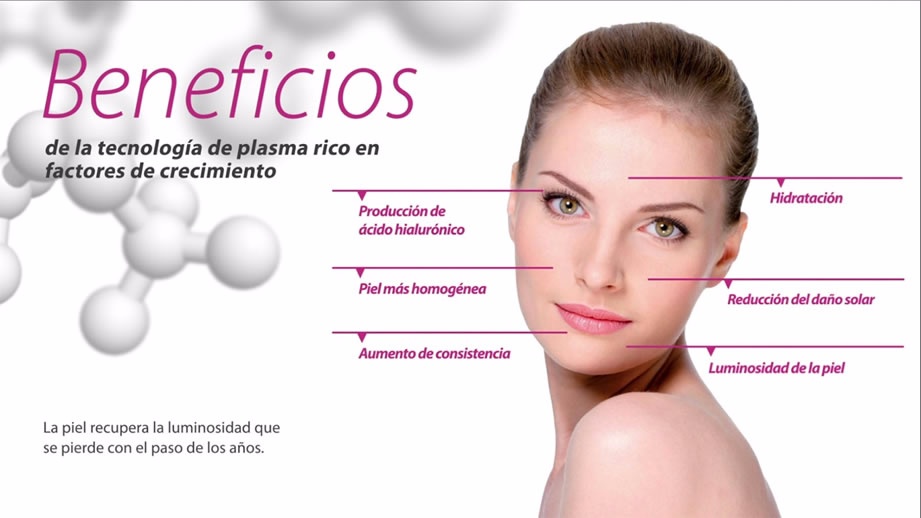 Beneficios
de la tecnología de plasma rico en
factores de crecimiento
Producción de
ácido hialurónico
Piel más homogénea
Aumento de consistencia
Hidratación
Reducción del daño solar
Luminosidad de la piel
La piel recupera la luminosidad que
se pierde con el paso de los años.